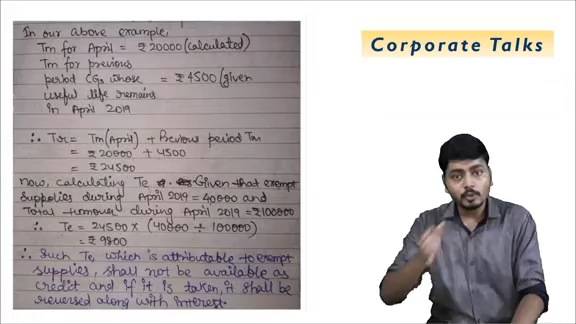 In our above example,
Tm for April = ₹20000 (calculated)
Tm for previous
period CGs whose = ₹4500 (given
useful life remains
in April 2019
∴ Tr = Tm (April) + Previous period Tm
= ₹20000 + 4500
= ₹24500
Now, calculating Te Given that exempt
supplies during April 2019 = 40000 and
Total turnover during April 2019 = ₹100000
∴ Te = 24500 × (40000 ÷ 100000)
= ₹9800
∴ Such Te, which is attributable to exempt
supplies, shall not be available as
credit and if it is taken, it shall be
reversed along with interest.
Corporate Talks